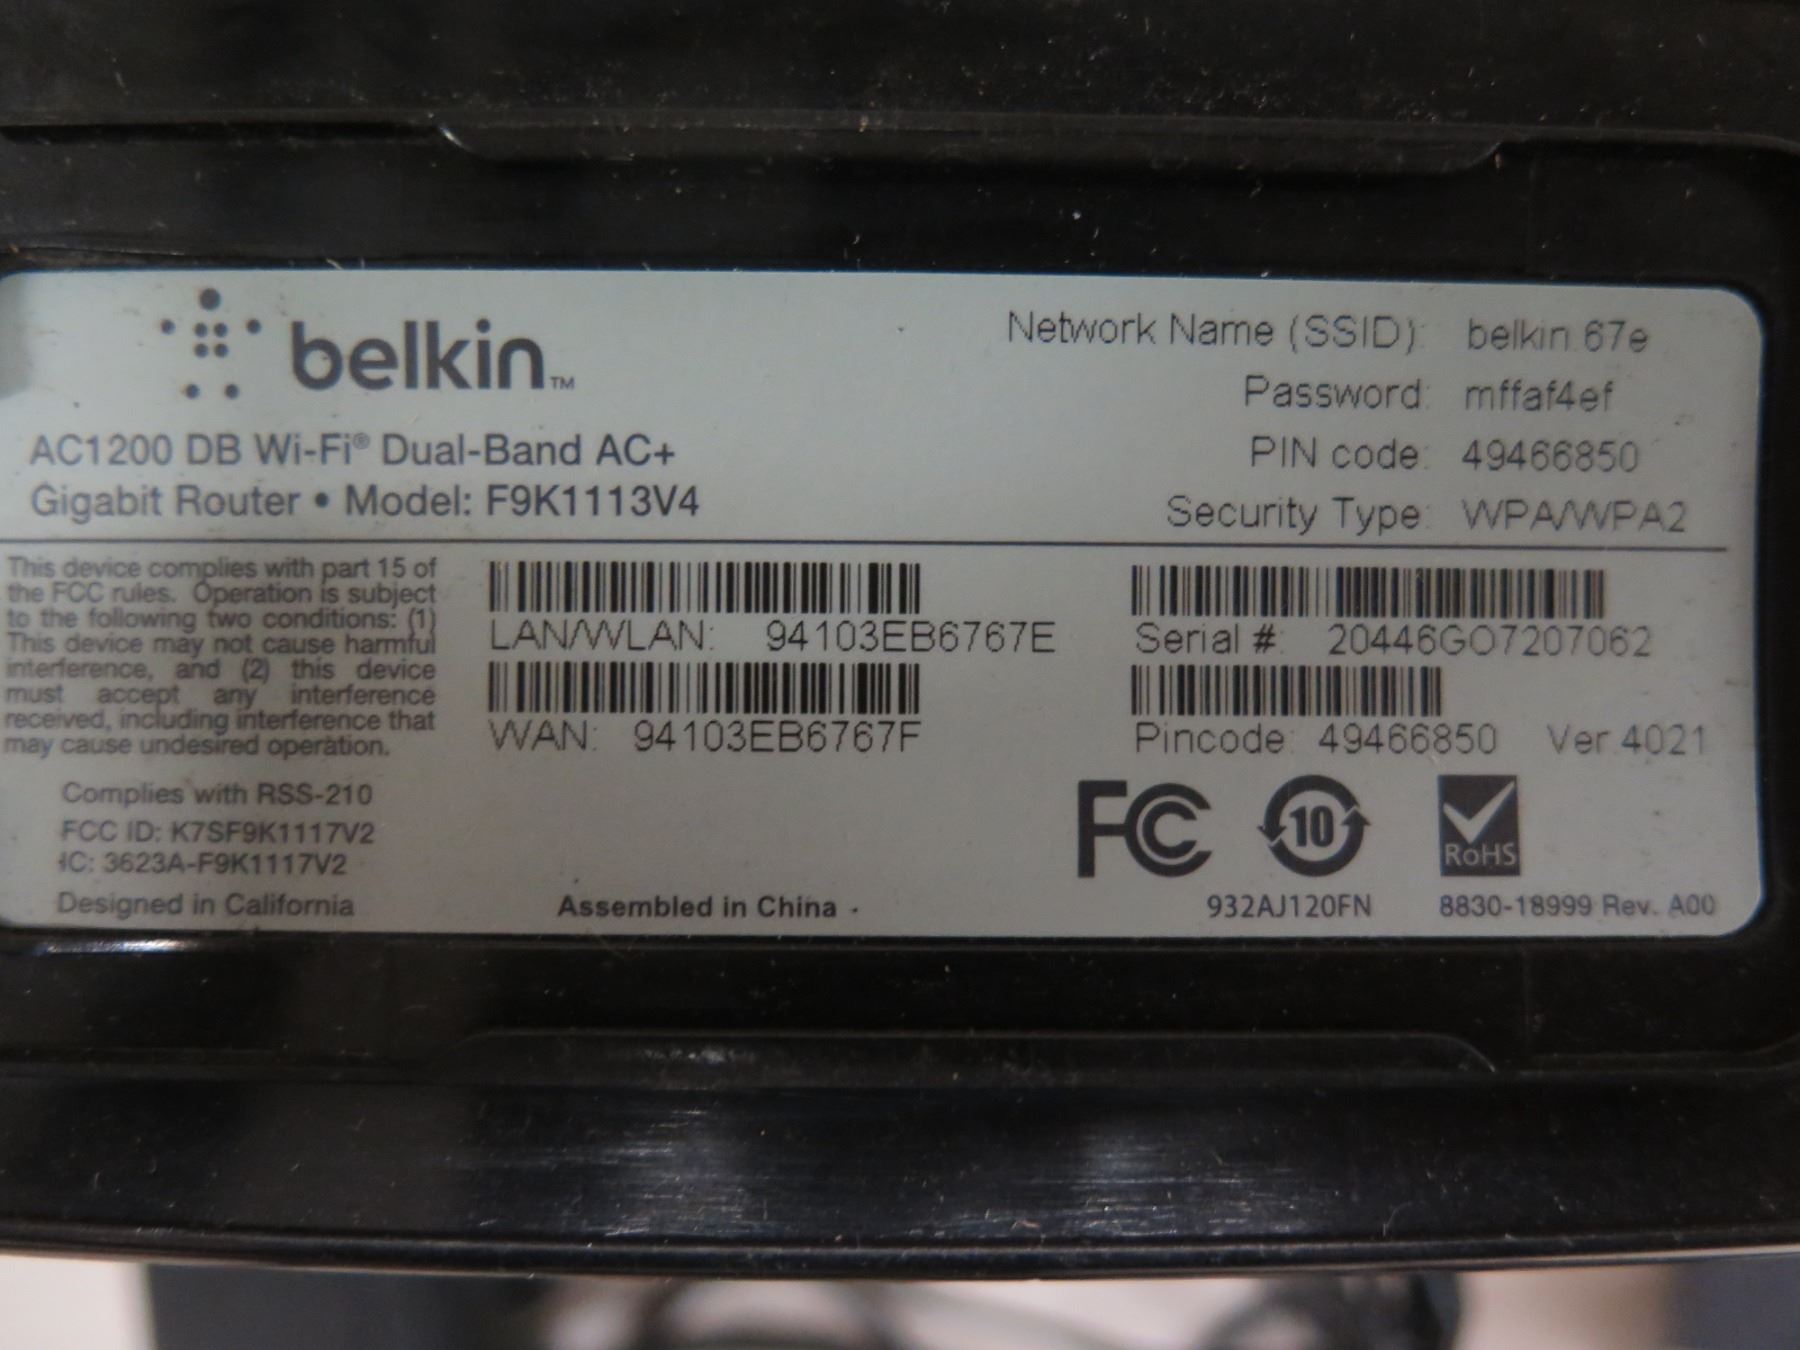 belkin™
AC1200 DB Wi-Fi® Dual-Band AC+
Gigabit Router • Model: F9K1113V4
Network Name (SSID): belkin.67e
Password: mffaf4ef
PIN code: 49466850
Security Type: WPA/WPA2
This device complies with part 15 of
the FCC rules. Operation is subject
to the following two conditions: (1)
This device may not cause harmful
interference, and (2) this device
must accept any interference
received, including interference that
may cause undesired operation.
Complies with RSS-210
FCC ID: K7SF9K1117V2
IC: 3623A-F9K1117V2
Designed in California
LAN/WLAN: 94103EB6767E
WAN: 94103EB6767F
Assembled in China
Serial #: 20446GO7207062
Pincode: 49466850 Ver.4021
FC 10 RoHS
932AJ120FN 8830-18999 Rev. A00